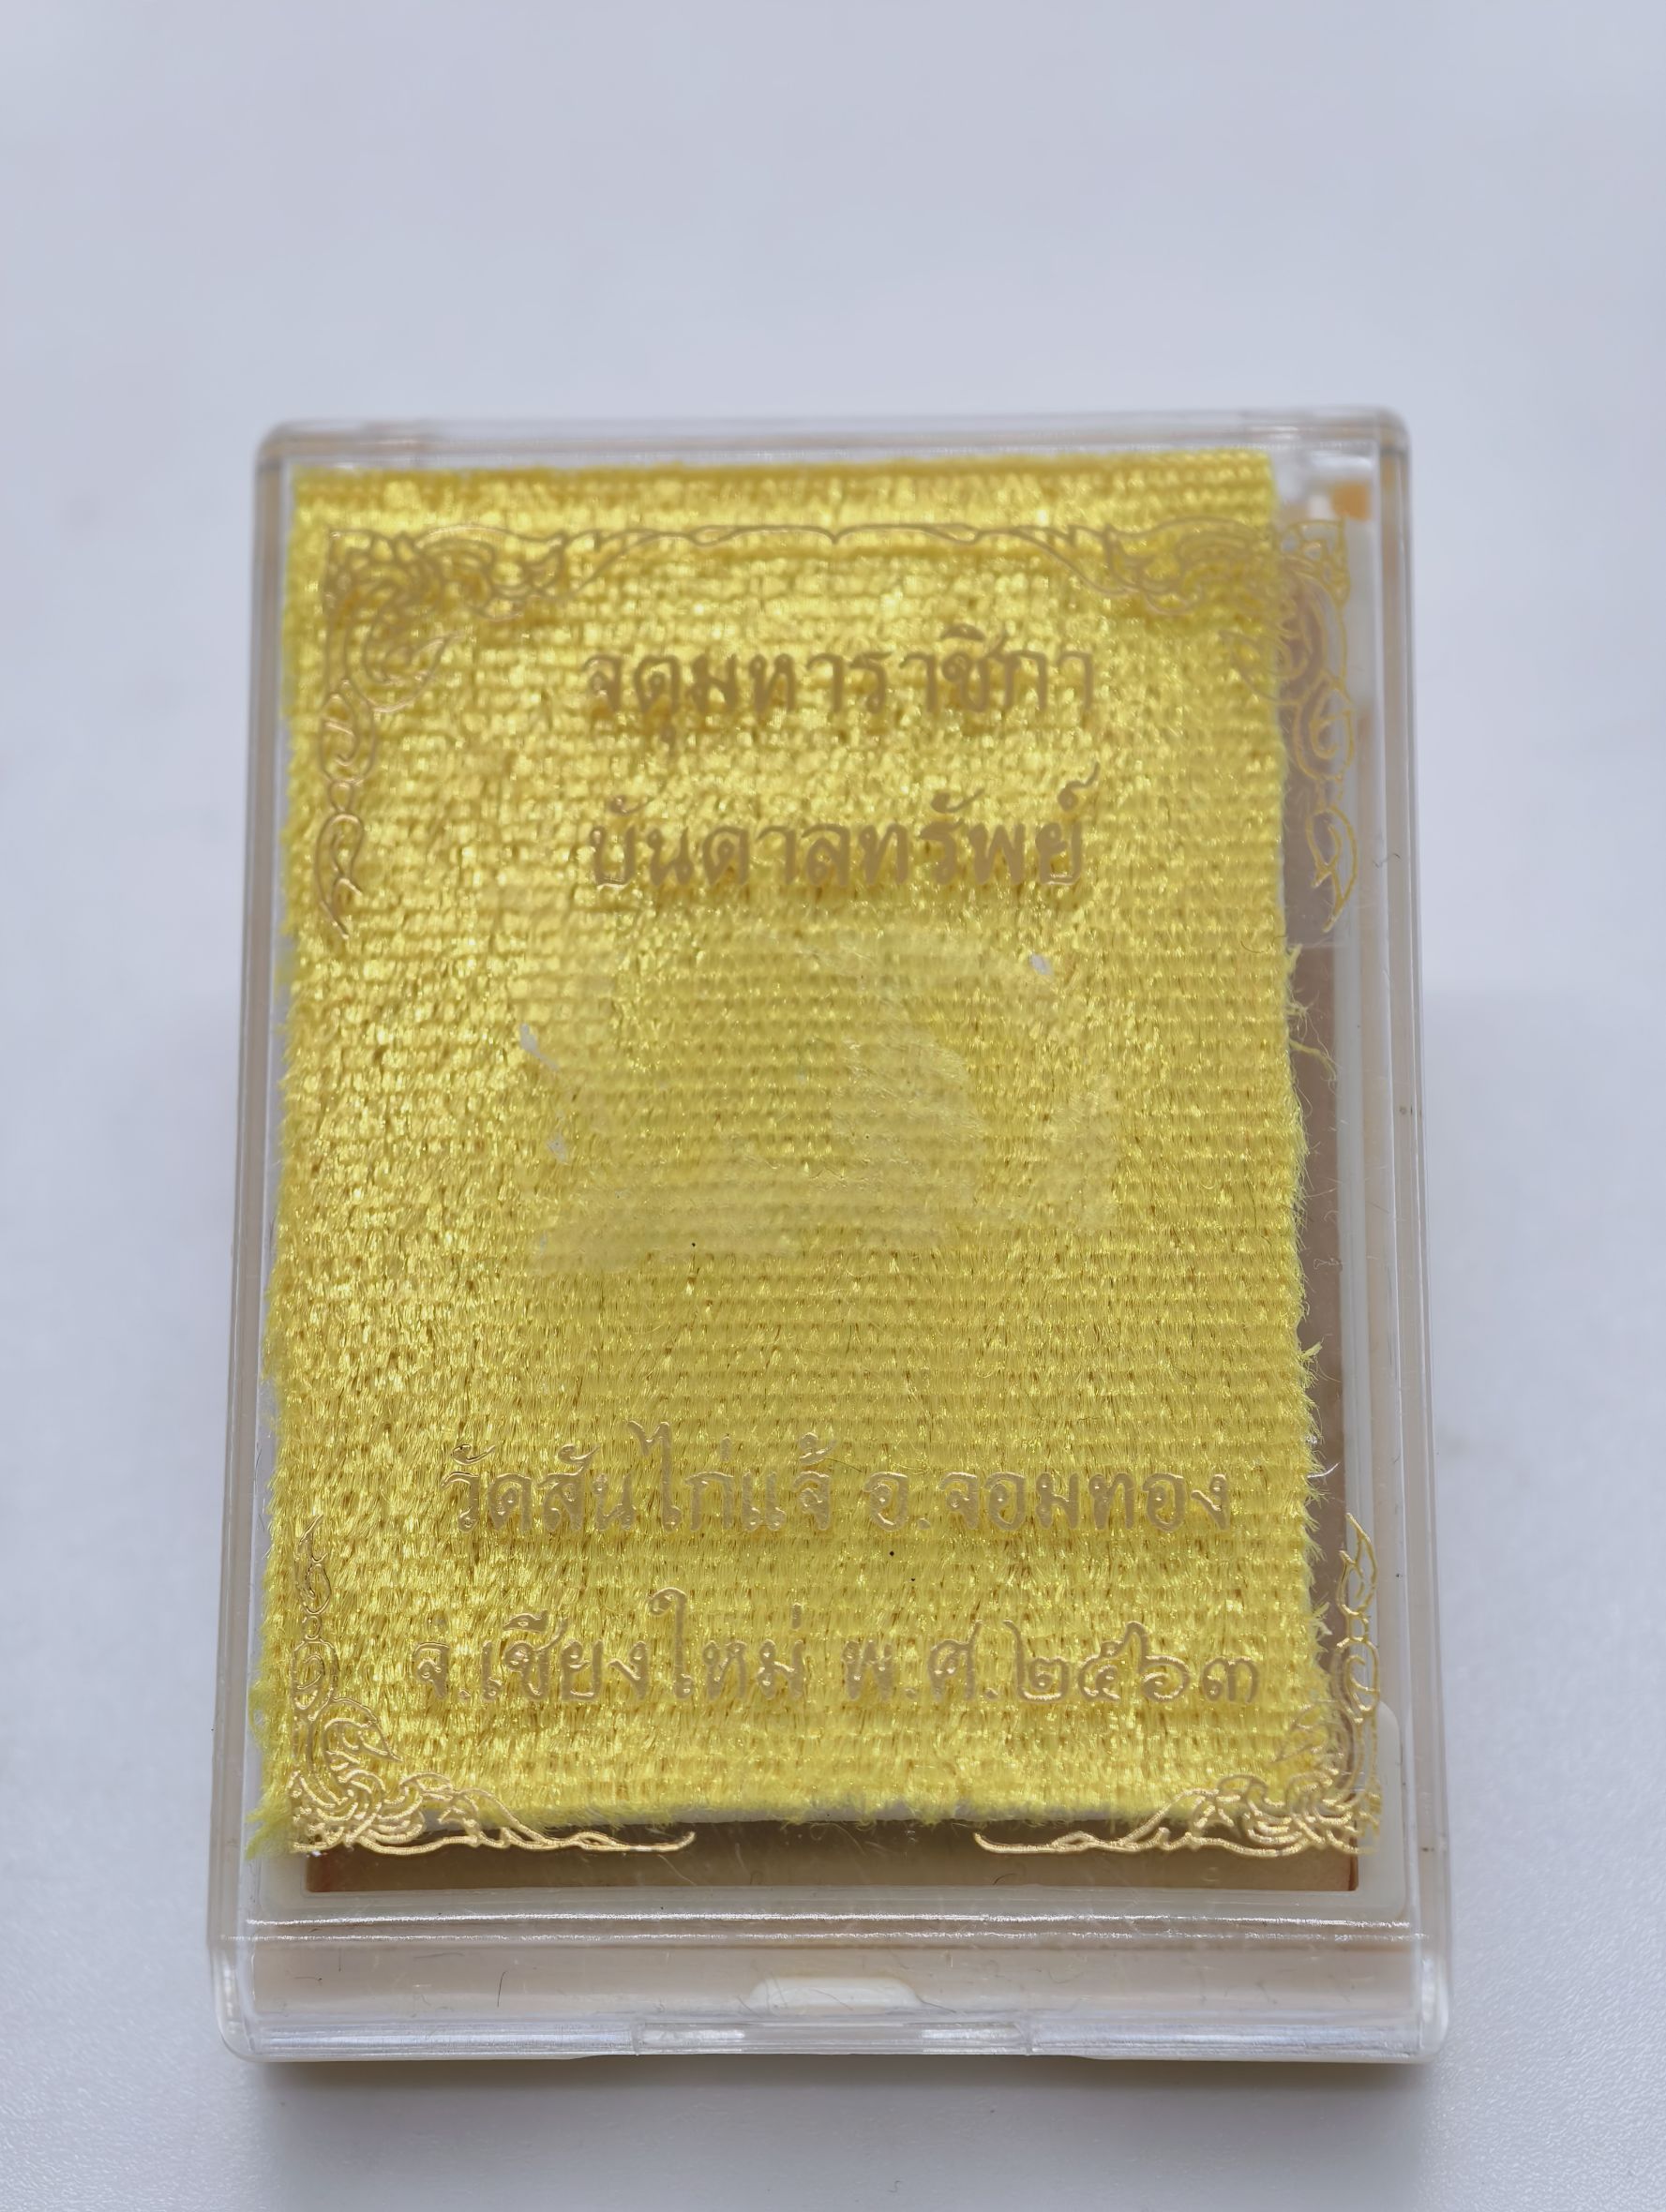 จตุมหาราชิกา
บันดาลทรัพย์
วัดสันไก่แจ้ อ.จอมทอง
จ.เชียงใหม่ พ.ศ.๒๕๖๓